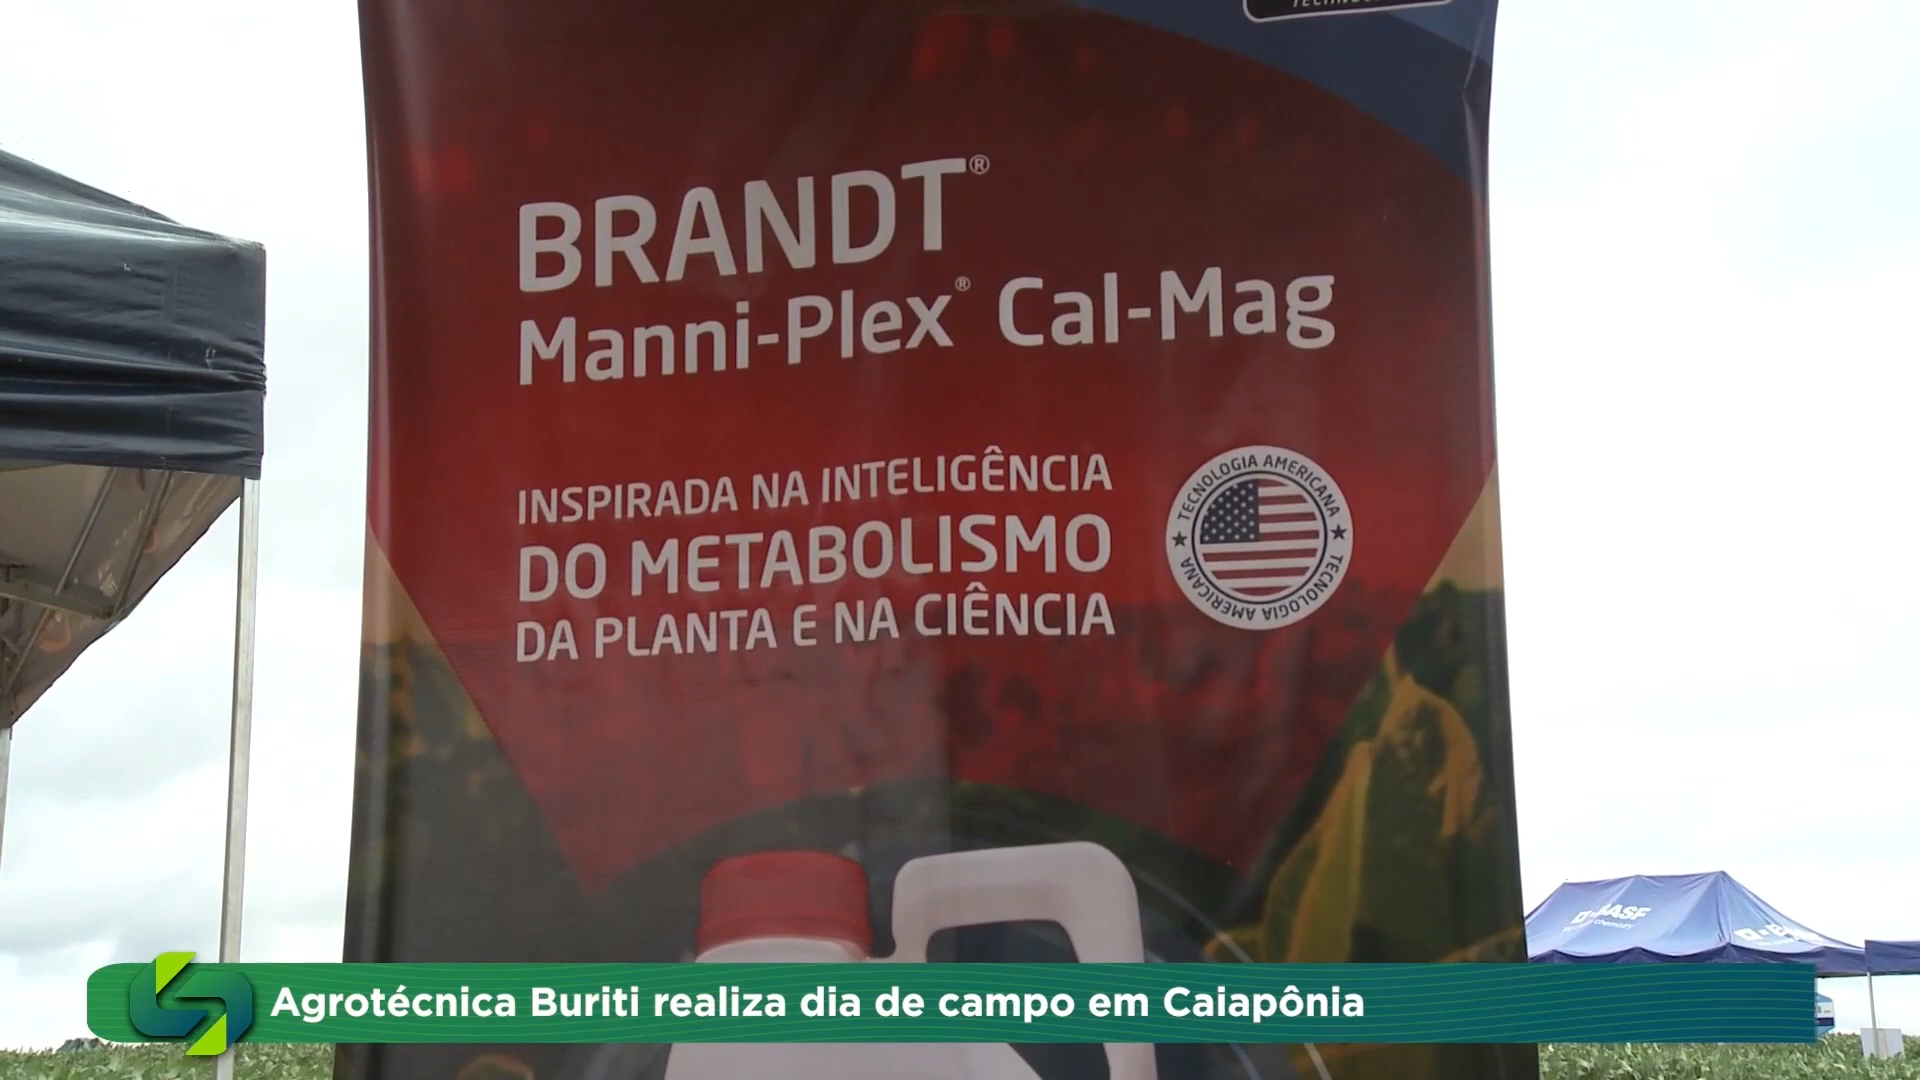 BRANDT®
Manni-Plex® Cal-Mag
INSPIRADA NA INTELIGÊNCIA
DO METABOLISMO
DA PLANTA E NA CIÊNCIA
TECNOLOGIA AMERICANA ★ TECNOLOGIA AMERICANA ★
BASF
Agrotécnica Buriti realiza dia de campo em Caiapônia